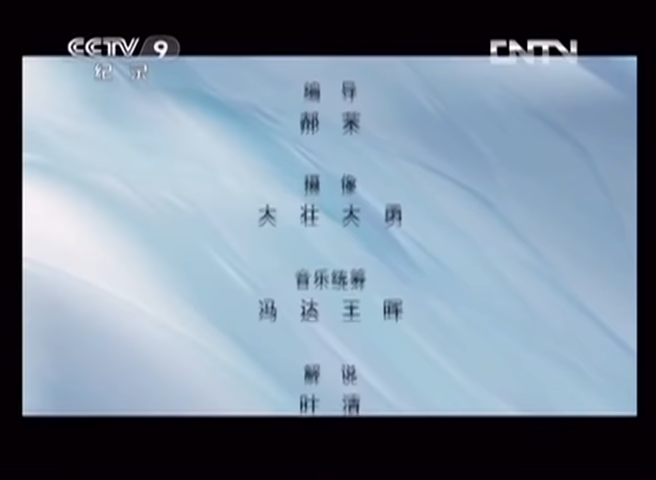 CCTV 9
CNTV
纪 录
编 导
郝 莱
摄 像
大 壮 大 勇
音乐统筹
冯 达 王 晖
解 说
叶 清